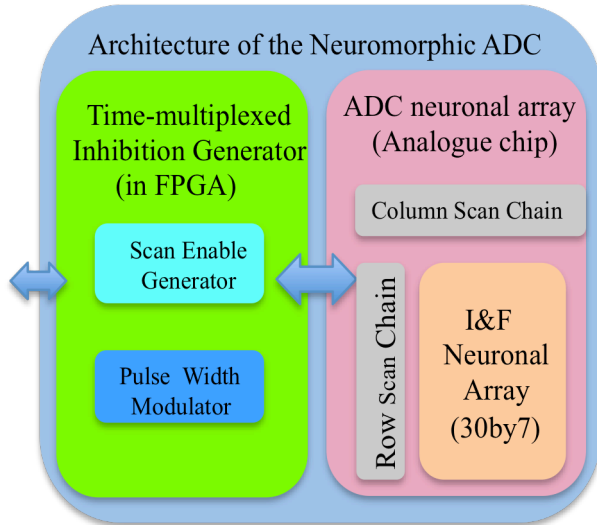 Architecture of the Neuromorphic ADC
Time-multiplexed
Inhibition Generator
(in FPGA)
Scan Enable
Generator
Pulse Width
Modulator
ADC neuronal array
(Analogue chip)
Column Scan Chain
Row Scan Chain
I&F
Neuronal
Array
(30by7)